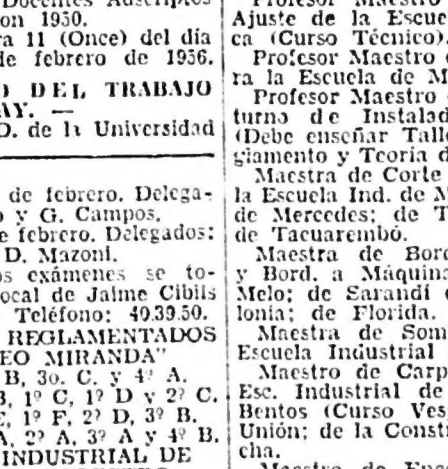 Docentes Adscriptos
on 1950.
ra 11 (Once) del día
de febrero de 1956.
O DEL TRABAJO
AY. —
D. de la Universidad
de febrero. Delega-
o y G. Campos.
e febrero. Delegados:
D. Mazoni.
os exámenes se to-
ocal de Jaime Cibils
Teléfono: 40.39.50.
REGLAMENTADOS
EO MIRANDA"
B, 3o. C. y 4º A.
B, 1º C, 1º D y 2º C.
E, 1º F, 2º D, 3º B.
A, 2º A, 3º A y 4º B.
INDUSTRIAL DE
Profesor Maestro
Ajuste de la Escue
ca (Curso Técnico).
Profesor Maestro
ra la Escuela de M
Profesor Maestro
turno de Instalad
(Debe enseñar Tall
giamento y Teoria d
Maestra de Corte
la Escuela Ind. de M
de Mercedes; de T
de Tacuarembó.
Maestra de Bord
y Bord. a Máquina
Melo; de Sarandí
lonia; de Florida.
Maestra de Som
Escuela Industrial
Maestro de Carp
Esc. Industrial de
Bentos (Curso Ves
Unión; de la Consti
cha.